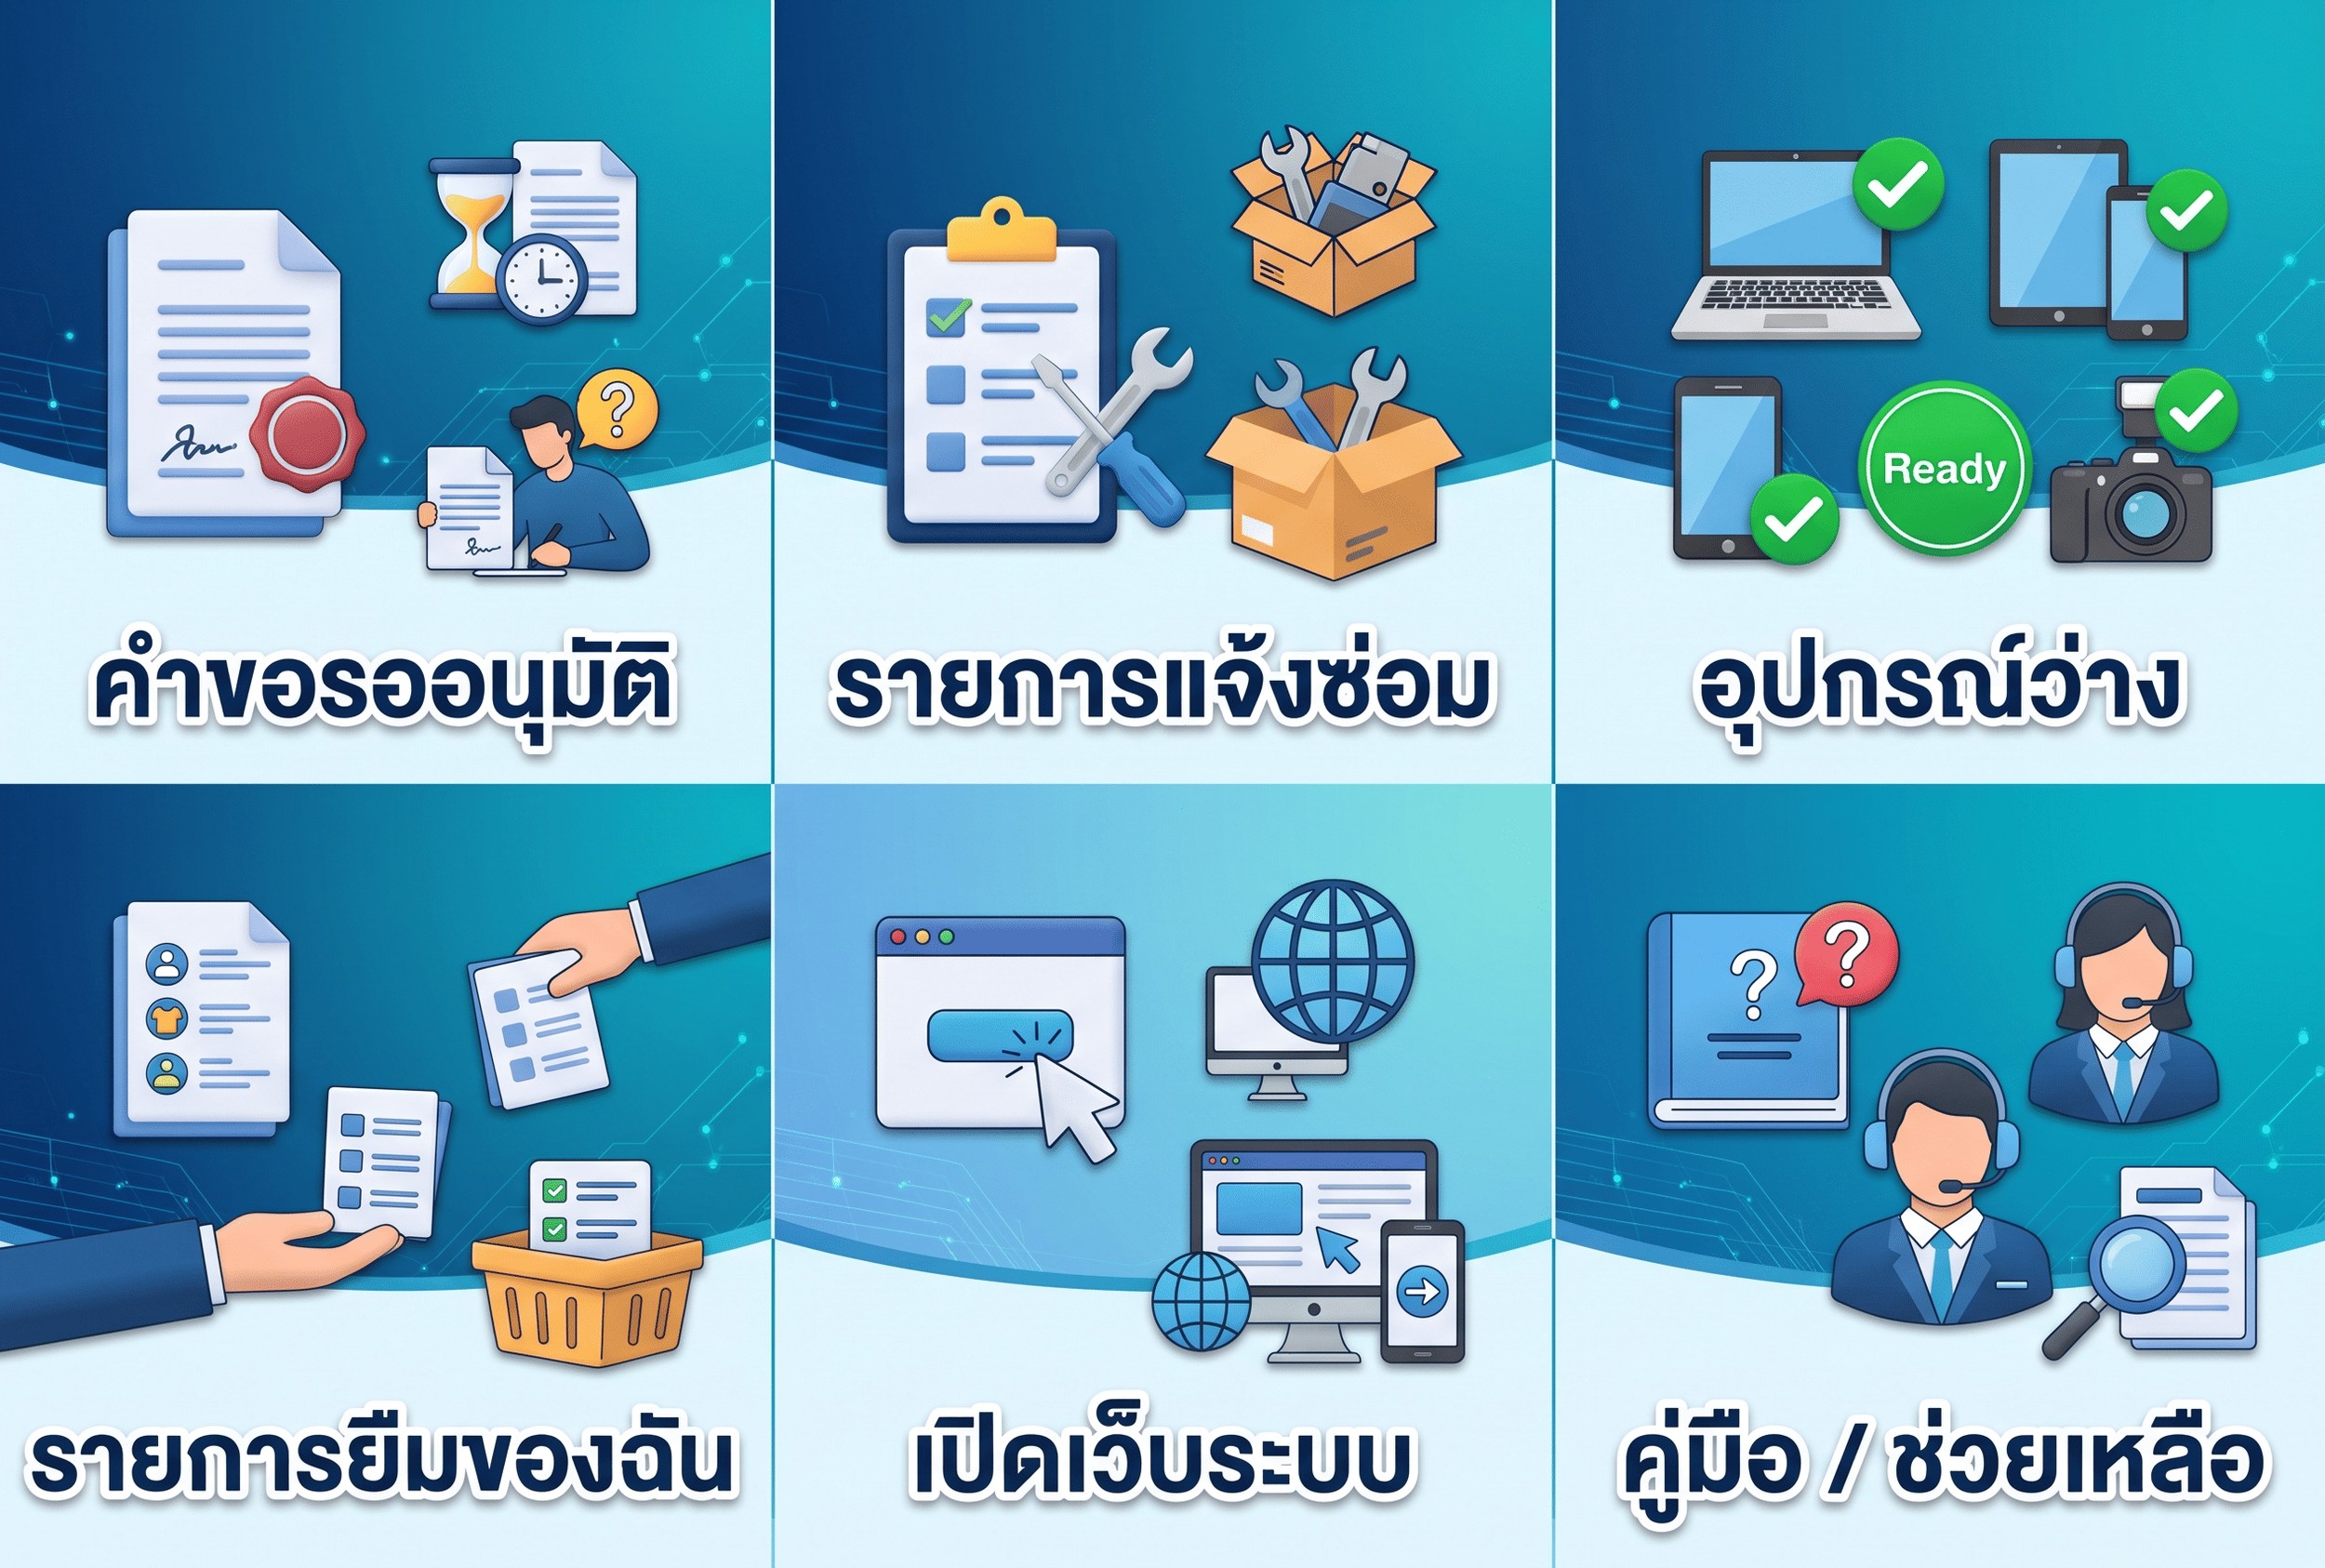 Ready
คำขอรออนุมัติ
รายการแจ้งซ่อม
อุปกรณ์ว่าง
รายการยืมของฉัน
เปิดเว็บระบบ
คู่มือ / ช่วยเหลือ